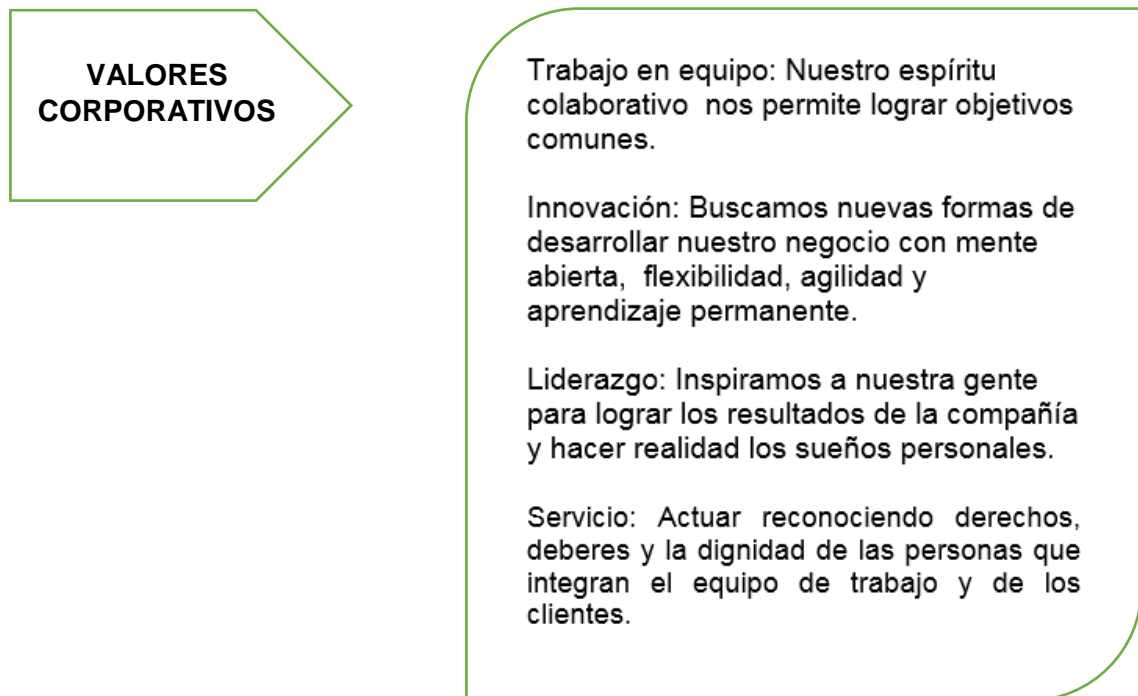 VALORES
CORPORATIVOS
Trabajo en equipo: Nuestro espíritu
colaborativo  nos permite lograr objetivos
comunes.
Innovación: Buscamos nuevas formas de
desarrollar nuestro negocio con mente
abierta,  flexibilidad, agilidad y
aprendizaje permanente.
Liderazgo: Inspiramos a nuestra gente
para lograr los resultados de la compañía
y hacer realidad los sueños personales.
Servicio: Actuar reconociendo derechos,
deberes y la dignidad de las personas que
integran el equipo de trabajo y de los
clientes.